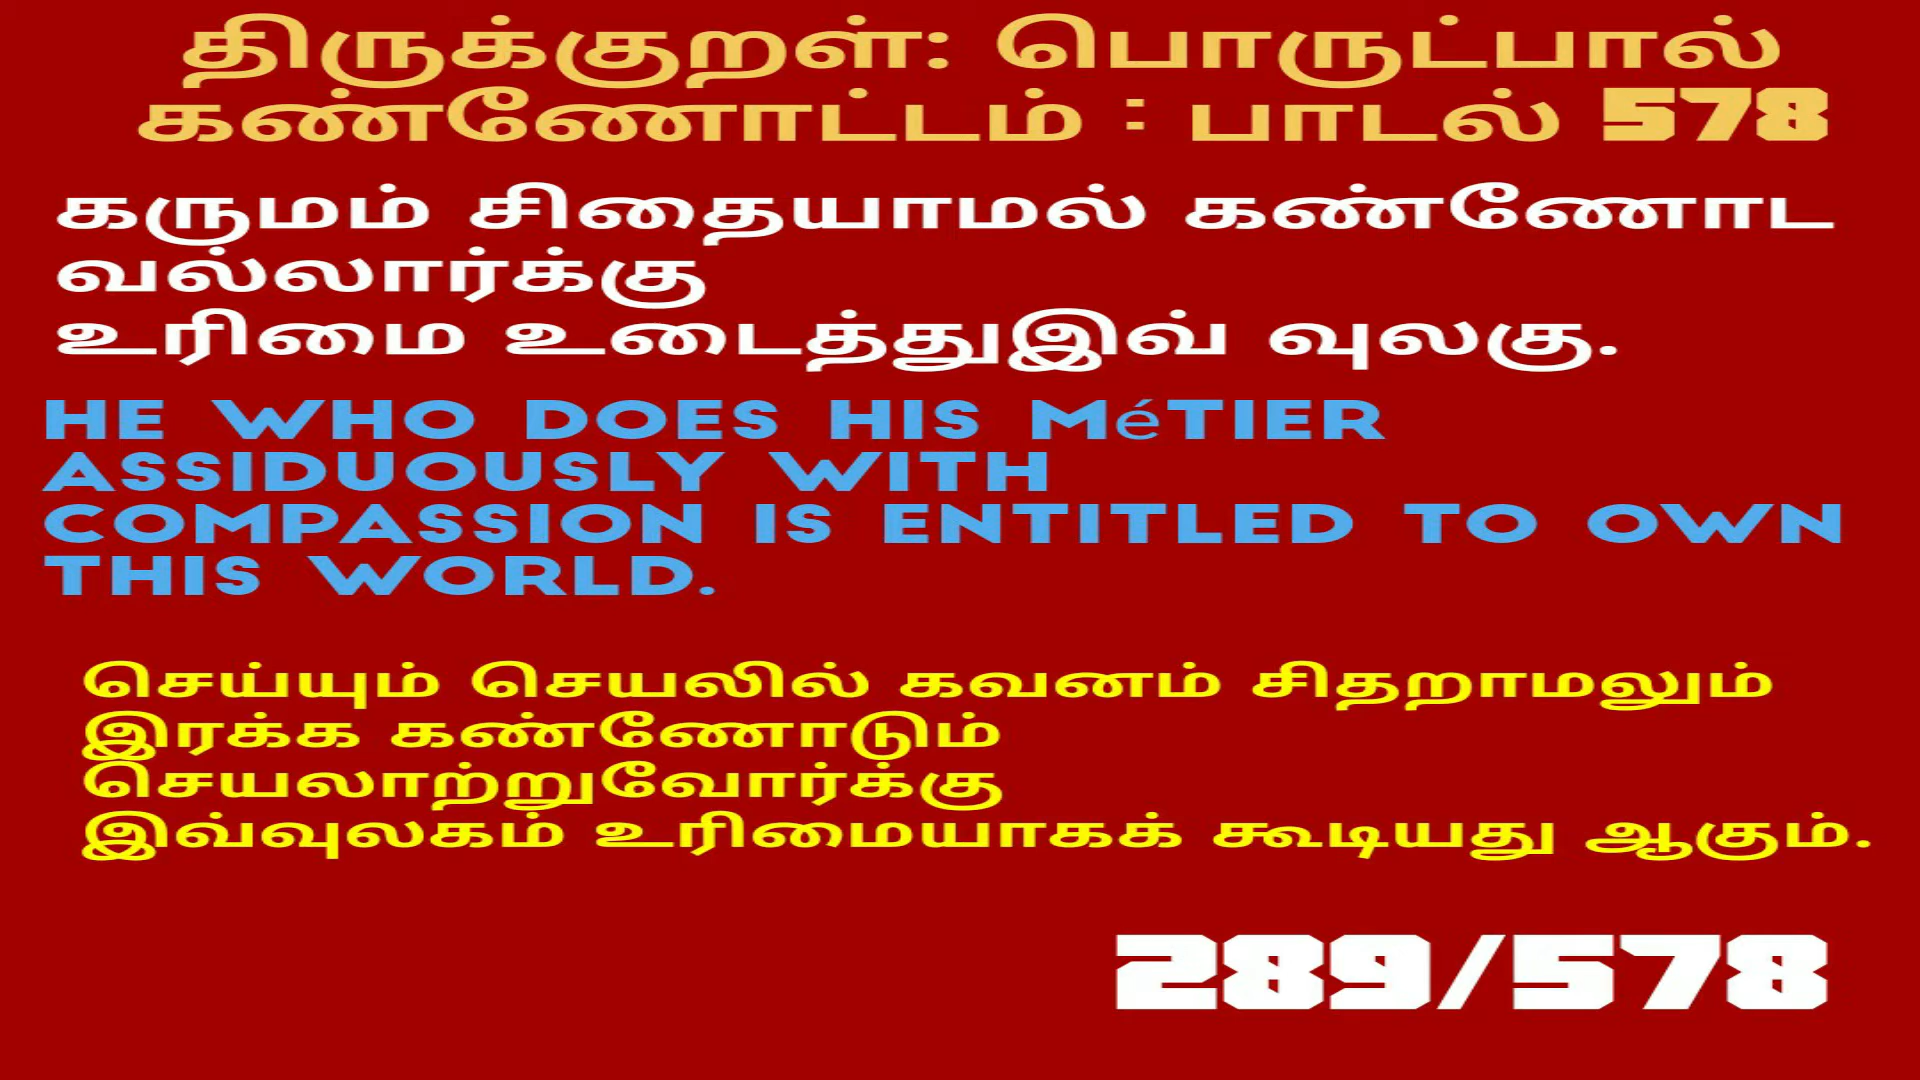 திருக்குறள்: பொருட்பால்
கண்ணோட்டம் : பாடல் 578
கருமம் சிதையாமல் கண்ணோட
வல்லார்க்கு
உரிமை உடைத்துஇவ் வுலகு.
HE WHO DOES HIS MéTIER
ASSIDUOUSLY WITH
COMPASSION IS ENTITLED TO OWN
THIS WORLD.
செய்யும் செயலில் கவனம் சிதறாமலும்
இரக்க கண்ணோடும்
செயலாற்றுவோர்க்கு
இவ்வுலகம் உரிமையாகக் கூடியது ஆகும்.
289/578